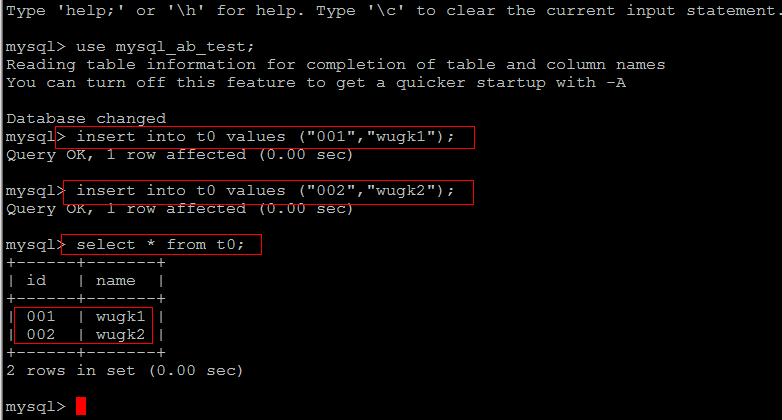 Type 'help;' or '\h' for help. Type '\c' to clear the current input statement.
mysql> use mysql_ab_test;
Reading table information for completion of table and column names
You can turn off this feature to get a quicker startup with -A
Database changed
mysql> insert into t0 values ("001","wugk1");
Query OK, 1 row affected (0.00 sec)
mysql> insert into t0 values ("002","wugk2");
Query OK, 1 row affected (0.00 sec)
mysql> select * from t0;
+------+-------+
| id   | name  |
+------+-------+
| 001  | wugk1 |
| 002  | wugk2 |
+------+-------+
2 rows in set (0.00 sec)
mysql>